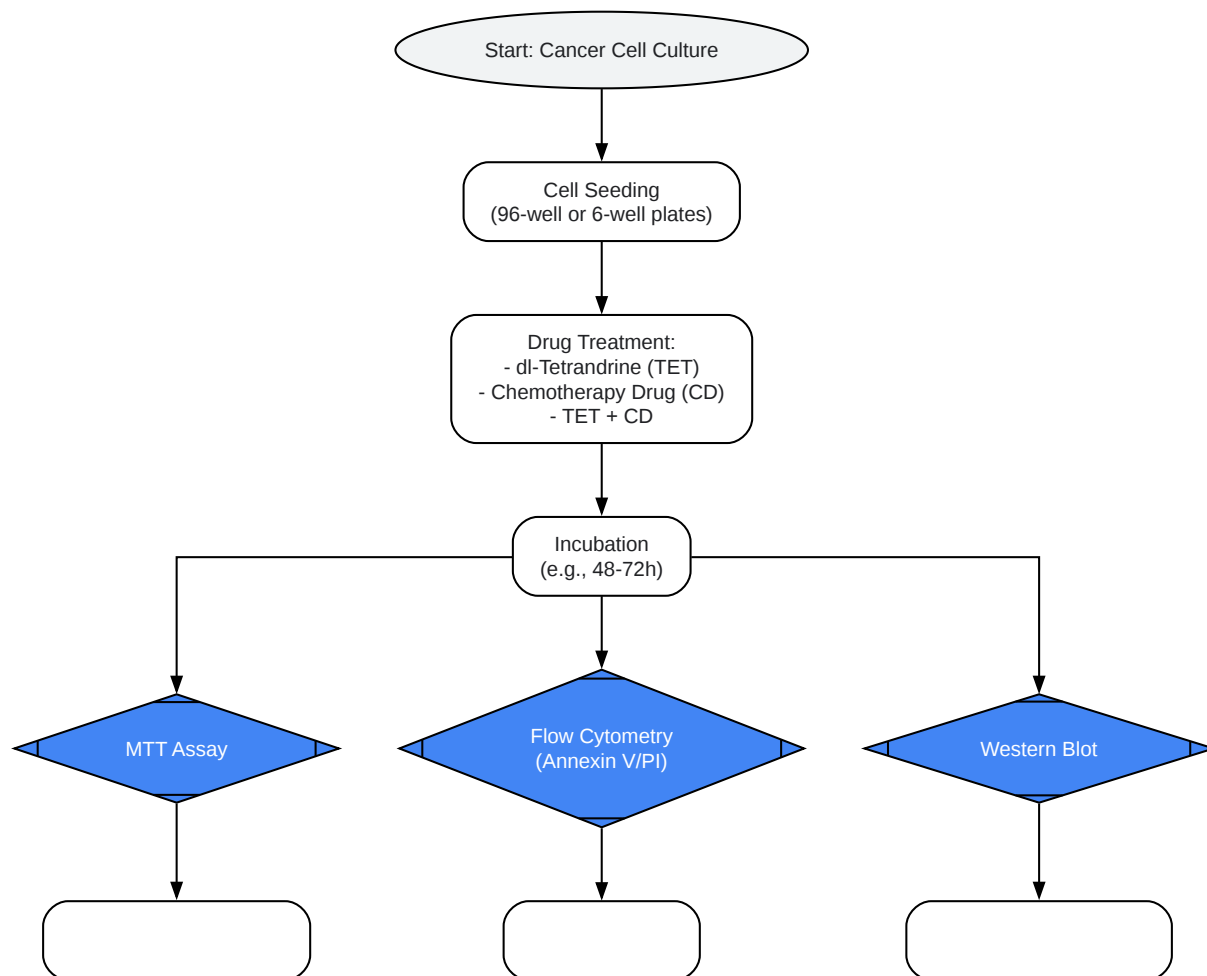 Start: Cancer Cell Culture
Cell Seeding
(96-well or 6-well plates)
Drug Treatment:
- dl-Tetrandrine (TET)
- Chemotherapy Drug (CD)
- TET + CD
Incubation
(e.g., 48-72h)
MTT Assay
Flow Cytometry
(Annexin V/PI)
Western Blot